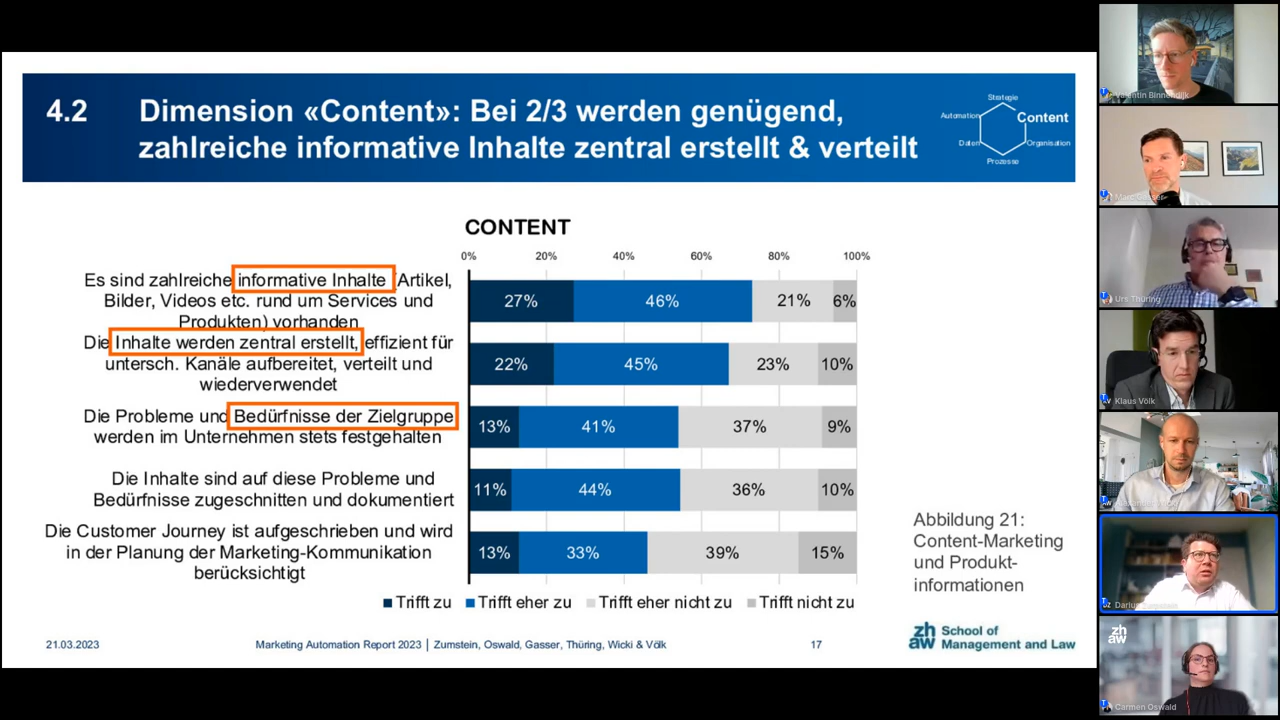 4.2 Dimension «Content»: Bei 2/3 werden genügend,
zahlreiche informative Inhalte zentral erstellt & verteilt
Strategie
Automation
Content
Daten
Organisation
Prozesse
CONTENT
0% 20% 40% 60% 80% 100%
Es sind zahlreiche informative Inhalte (Artikel,
Bilder, Videos etc. rund um Services und
Produkten) vorhanden
27% 46% 21% 6%
Die Inhalte werden zentral erstellt, effizient für
untersch. Kanäle aufbereitet, verteilt und
wiederverwendet
22% 45% 23% 10%
Die Probleme und Bedürfnisse der Zielgruppe
werden im Unternehmen stets festgehalten
13% 41% 37% 9%
Die Inhalte sind auf diese Probleme und
Bedürfnisse zugeschnitten und dokumentiert
11% 44% 36% 10%
Die Customer Journey ist aufgeschrieben und wird
in der Planung der Marketing-Kommunikation
berücksichtigt
13% 33% 39% 15%
Trifft zu Trifft eher zu Trifft eher nicht zu Trifft nicht zu
Abbildung 21:
Content-Marketing
und Produkt-
informationen
21.03.2023
Marketing Automation Report 2023 | Zumstein, Oswald, Gasser, Thüring, Wicki & Völk
17
zhaw School of
Management and Law
Valentin Binnendijk
Urs Thüring
Klaus Völk
zhaw
Carmen Oswald